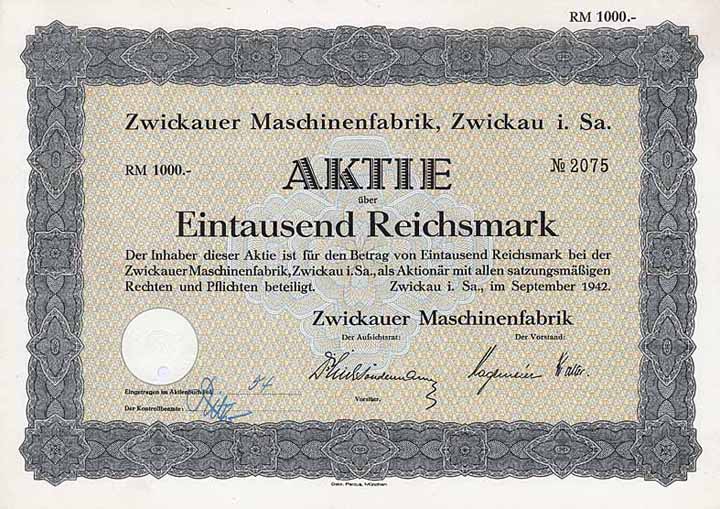 RM 1000.-
Zwickauer Maschinenfabrik, Zwickau i. Sa.
RM 1000.- AKTIE № 2075
über
Eintausend Reichsmark
Der Inhaber dieser Aktie ist für den Betrag von Eintausend Reichsmark bei der
Zwickauer Maschinenfabrik, Zwickau i. Sa., als Aktionär mit allen satzungsmäßigen
Rechten und Pflichten beteiligt. Zwickau i. Sa., im September 1942.
Zwickauer Maschinenfabrik
Der Aufsichtsrat: Der Vorstand:
Eingetragen im Aktienbuch Fol. 54
Vorsitzer.
Der Kontrollbeamte:
München